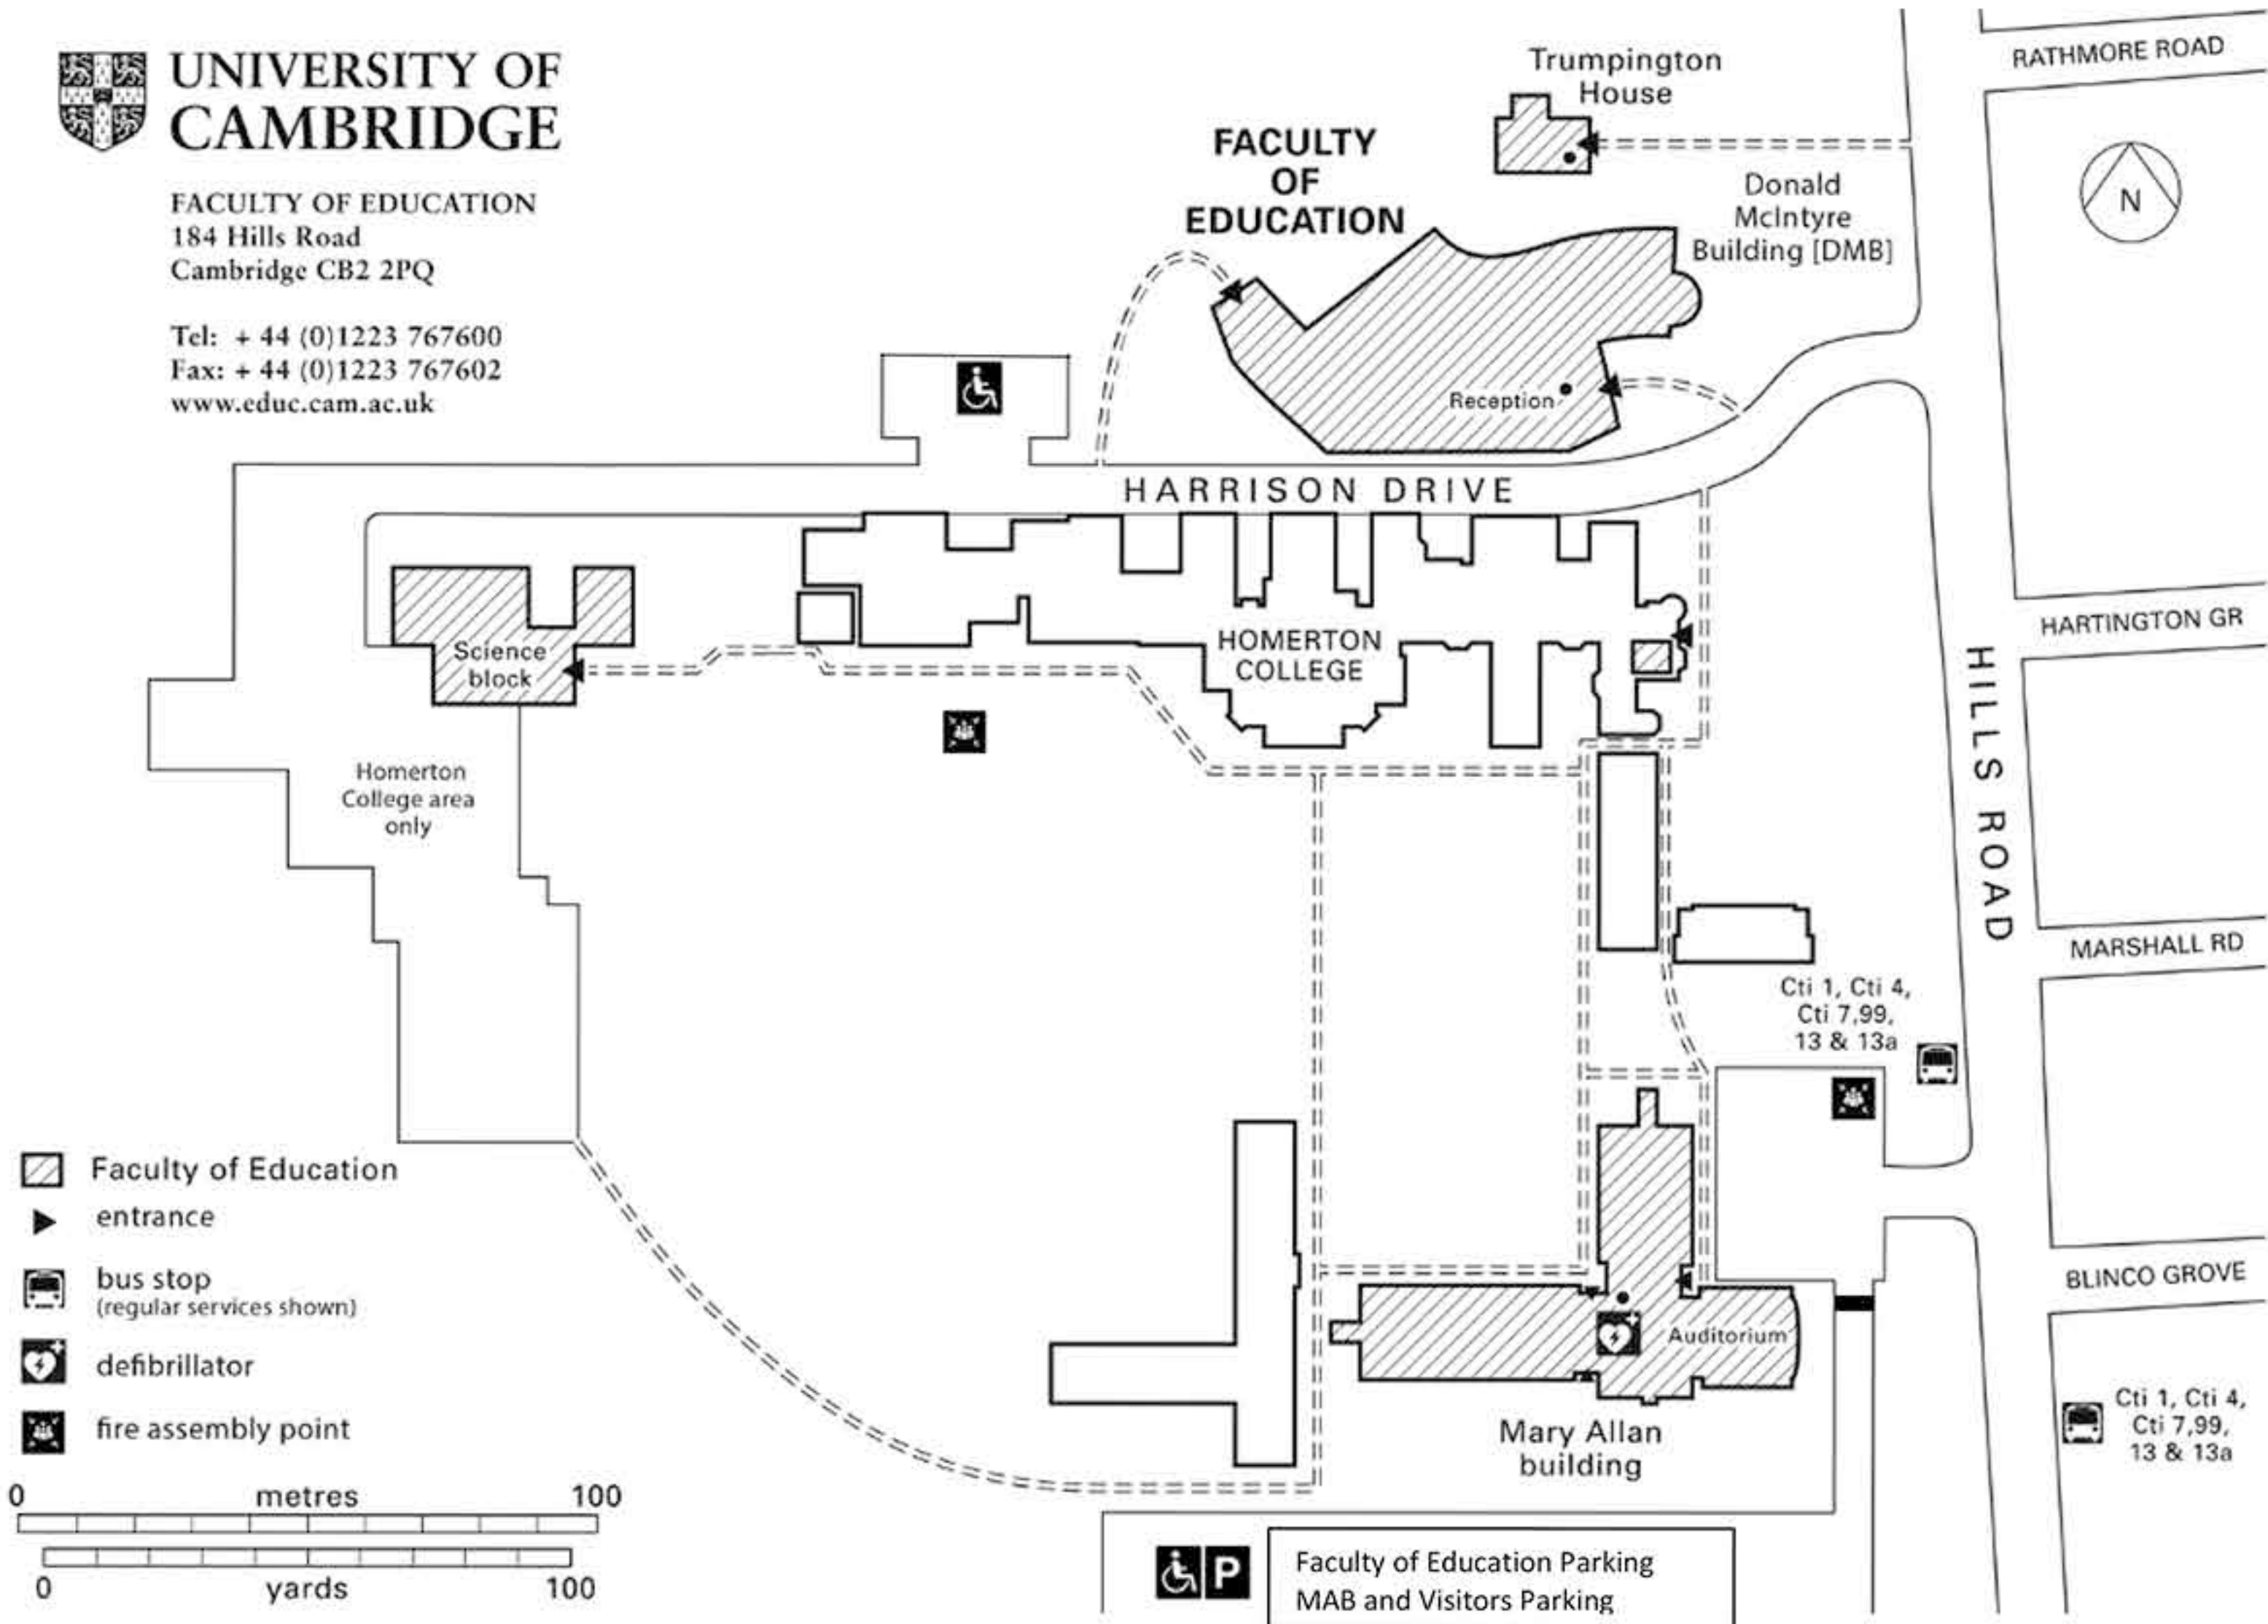 UNIVERSITY OF
CAMBRIDGE
FACULTY OF EDUCATION
184 Hills Road
Cambridge CB2 2PQ
Tel: + 44 (0)1223 767600
Fax: + 44 (0)1223 767602
www.educ.cam.ac.uk
Trumpington
House
RATHMORE ROAD
FACULTY
OF
EDUCATION
Donald
McIntyre
Building [DMB]
N
Reception
HARRISON DRIVE
HOMERTON
COLLEGE
Science
block
HARTINGTON GR
HILLS ROAD
Homerton
College area
only
MARSHALL RD
Cti 1, Cti 4,
Cti 7,99,
13 & 13a
BLINCO GROVE
Auditorium
Mary Allan
building
Cti 1, Cti 4,
Cti 7,99,
13 & 13a
Faculty of Education
entrance
bus stop
(regular services shown)
defibrillator
fire assembly point
0 metres 100
0 yards 100
P
Faculty of Education Parking
MAB and Visitors Parking